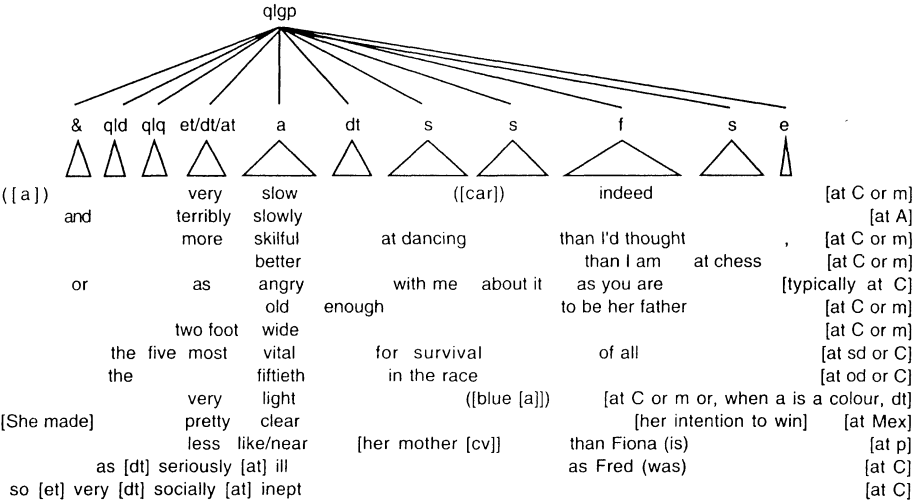 qlgp
& qld qlq et/dt/at a dt s s f s e
([a]) very slow ([car]) indeed [at C or m]
and terribly slowly [at A]
more skilful at dancing than I'd thought , [at C or m]
better than I am at chess [at C or m]
or as angry with me about it as you are [typically at C]
old enough to be her father [at C or m]
two foot wide [at C or m]
the five most vital for survival of all [at sd or C]
the fiftieth in the race [at od or C]
very light ([blue [a]]) [at C or m or, when a is a colour, dt]
[She made] pretty clear [her intention to win] [at Mex]
less like/near [her mother [cv]] than Fiona (is) [at p]
as [dt] seriously [at] ill as Fred (was) [at C]
so [et] very [dt] socially [at] inept [at C]